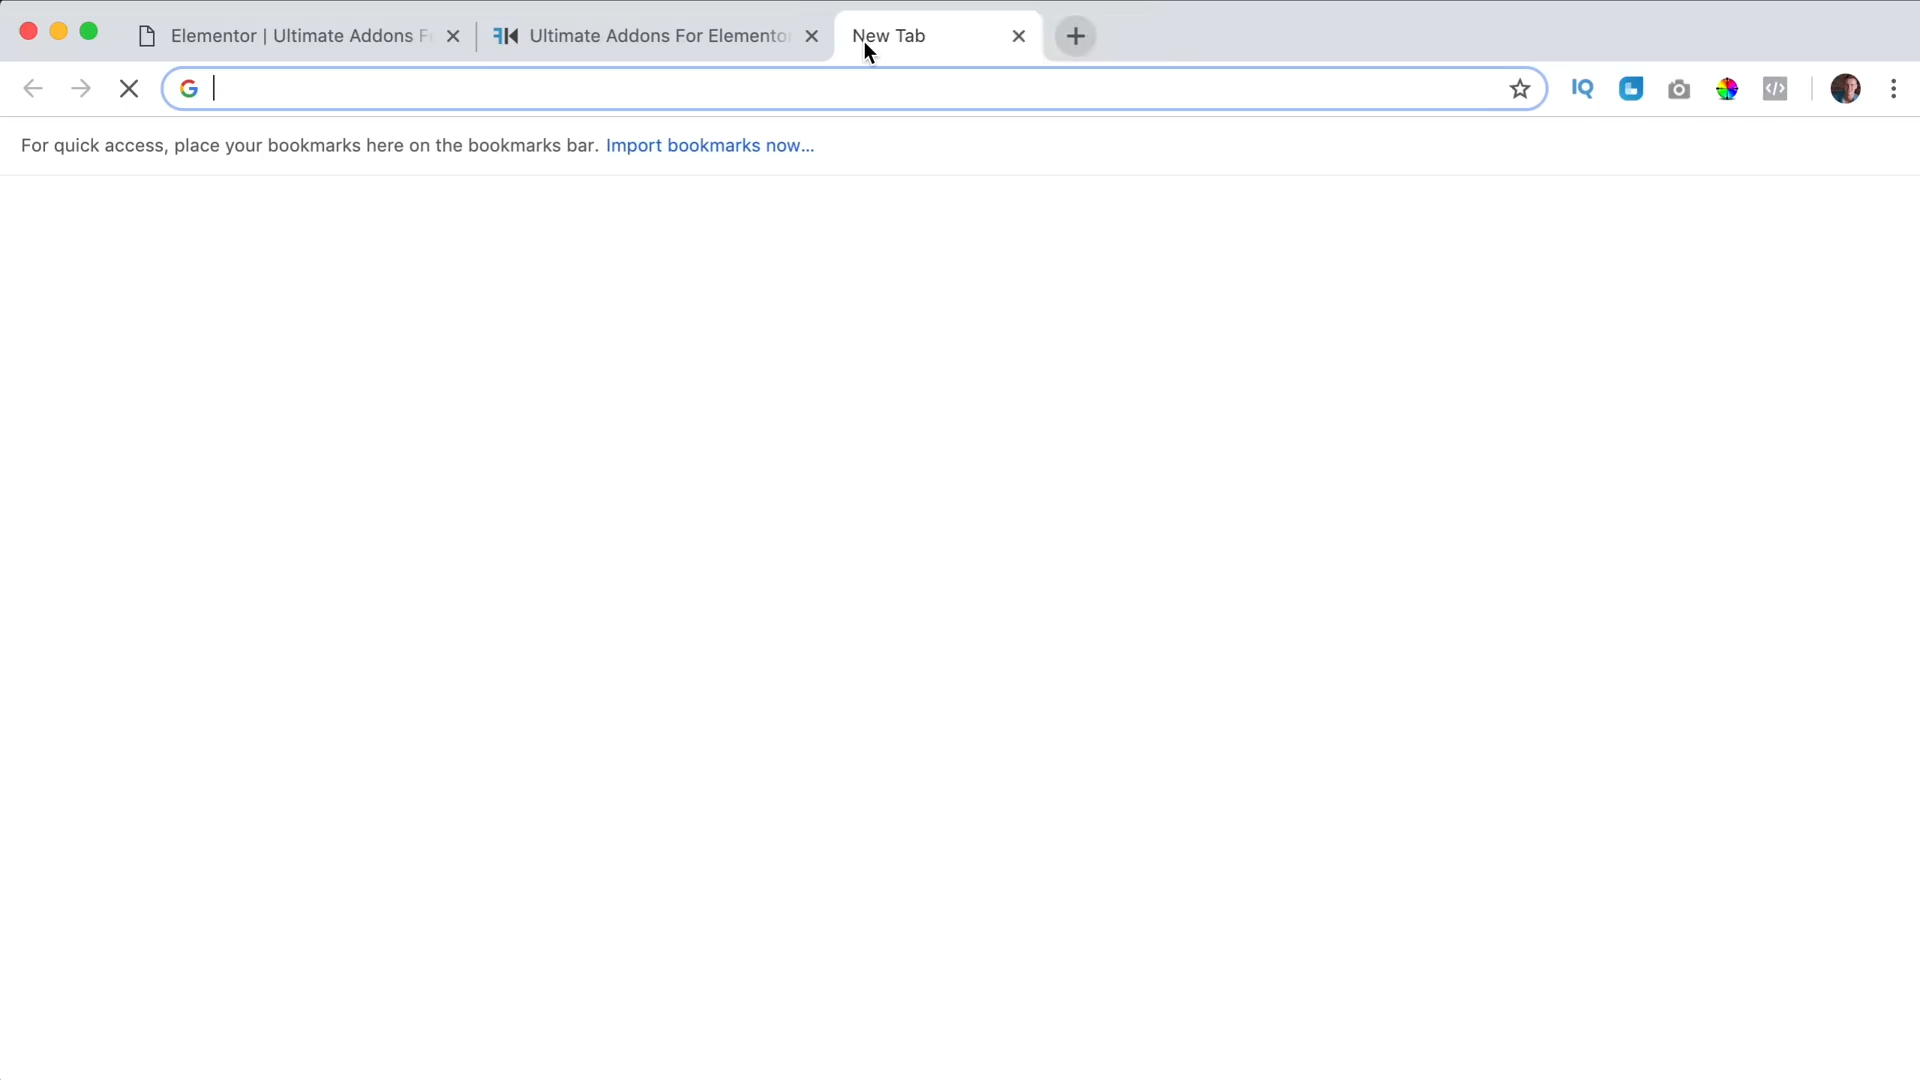 Elementor | Ultimate Addons F
Ultimate Addons For Elemento
New Tab
IQ
For quick access, place your bookmarks here on the bookmarks bar. Import bookmarks now...